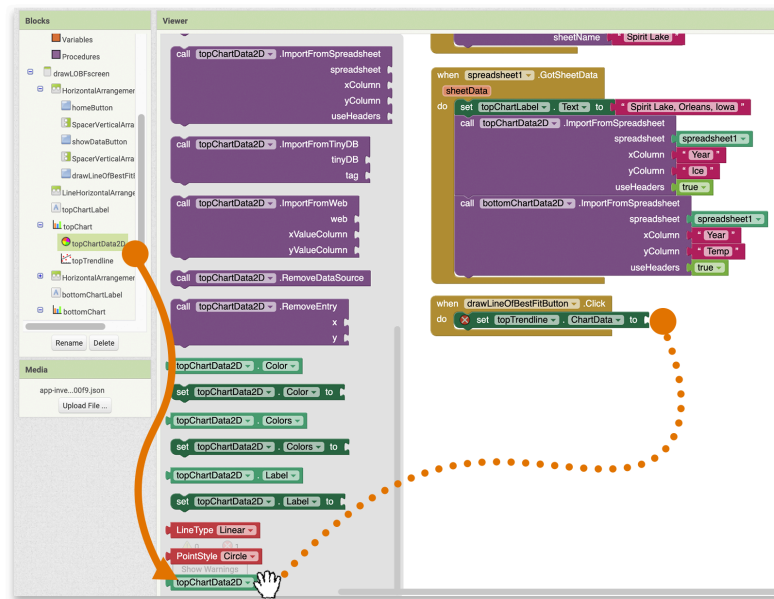 Blocks
Viewer
Variables
Procedures
drawLOBFscreen
HorizontalArrangemer
homeButton
SpacerVerticalArra
showDataButton
SpacerVerticalArra
drawLineOfBestFitI
LineHorizontalArrange
topChartLabel
topChart
topChartData2D
topTrendline
HorizontalArrangemer
bottomChartLabel
bottomChart
Rename Delete
Media
app-inve...00f9.json
Upload File ...
call topChartData2D .ImportFromSpreadsheet
spreadsheet
xColumn
yColumn
useHeaders
call topChartData2D .ImportFromTinyDB
tinyDB
tag
call topChartData2D .ImportFromWeb
web
xValueColumn
yValueColumn
call topChartData2D .RemoveDataSource
call topChartData2D .RemoveEntry
x
y
topChartData2D . Color
set topChartData2D . Color to
topChartData2D . Colors
set topChartData2D . Colors to
topChartData2D . Label
set topChartData2D . Label to
LineType Linear
PointStyle Circle
Show Warnings
topChartData2D
sheetName " Spirit Lake "
when spreadsheet1 .GotSheetData
sheetData
do set topChartLabel . Text to " Spirit Lake, Orleans, Iowa "
call topChartData2D .ImportFromSpreadsheet
spreadsheet spreadsheet1
xColumn " Year "
yColumn " Ice "
useHeaders true
call bottomChartData2D .ImportFromSpreadsheet
spreadsheet spreadsheet1
xColumn " Year "
yColumn " Temp "
useHeaders true
when drawLineOfBestFitButton .Click
do set topTrendline . ChartData to